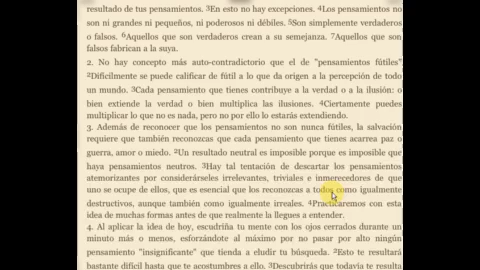 resultado de tus pensamientos. ³En esto no hay excepciones. ⁴Los pensamientos no
son ni grandes ni pequeños, ni poderosos ni débiles. ⁵Son simplemente verdaderos
o falsos. ⁶Aquellos que son verdaderos crean a su semejanza. ⁷Aquellos que son
falsos fabrican a la suya.
2. No hay concepto más auto-contradictorio que el de "pensamientos fútiles".
²Difícilmente se puede calificar de fútil a lo que da origen a la percepción de todo
un mundo. ³Cada pensamiento que tienes contribuye a la verdad o a la ilusión: o
bien extiende la verdad o bien multiplica las ilusiones. ⁴Ciertamente puedes
multiplicar lo que no es nada, pero no por ello lo estarás extendiendo.
3. Además de reconocer que los pensamientos no son nunca fútiles, la salvación
requiere que también reconozcas que cada pensamiento que tienes acarrea paz o
guerra, amor o miedo. ²Un resultado neutral es imposible porque es imposible que
haya pensamientos neutros. ³Hay tal tentación de descartar los pensamientos
atemorizantes por considerárseles irrelevantes, triviales e inmerecedores de que
uno se ocupe de ellos, que es esencial que los reconozcas a todos como igualmente
destructivos, aunque también como igualmente irreales. ⁴Practicaremos con esta
idea de muchas formas antes de que realmente la llegues a entender.
4. Al aplicar la idea de hoy, escudriña tu mente con los ojos cerrados durante un
minuto más o menos, esforzándote al máximo por no pasar por alto ningún
pensamiento "insignificante" que tienda a eludir tu búsqueda. ²Esto te resultará
bastante difícil hasta que te acostumbres a ello. ³Descubrirás que todavía te resulta